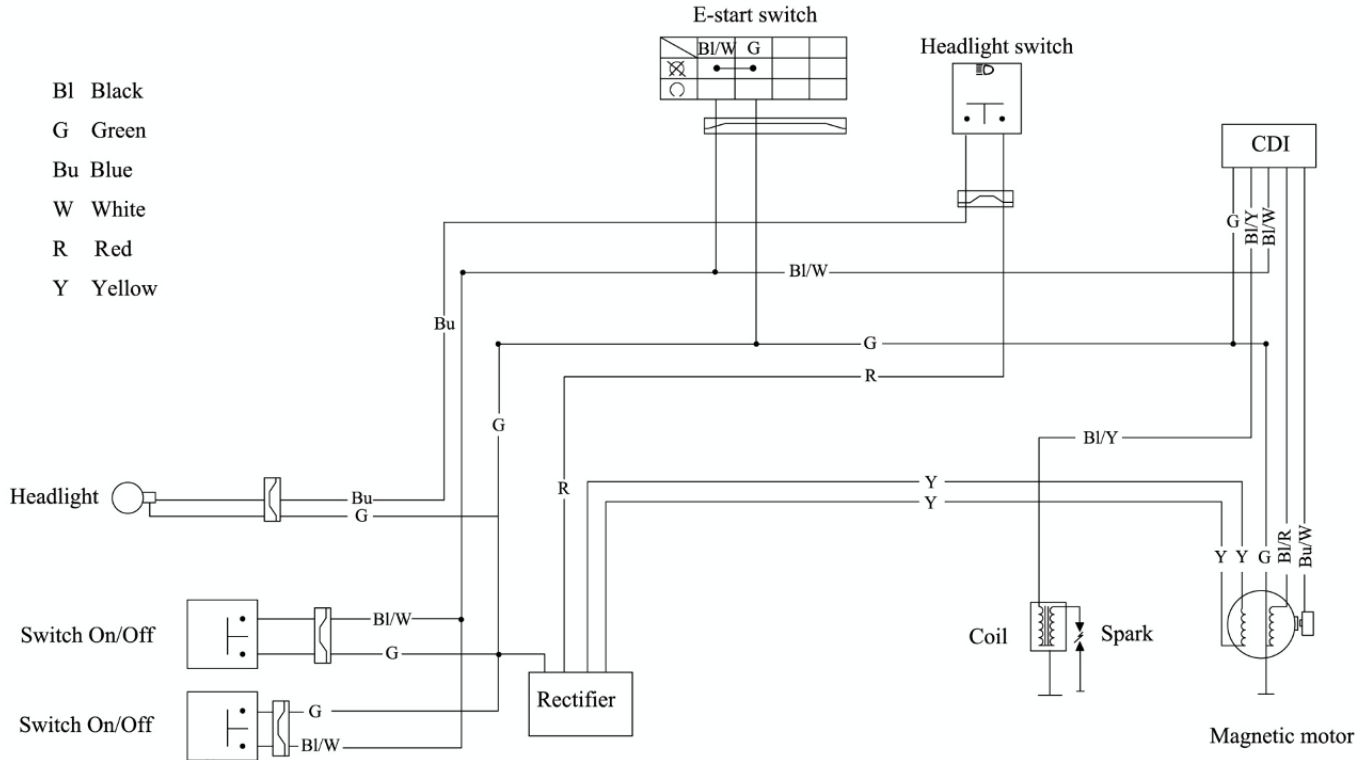 E-start switch
Bl/W G
Headlight switch
Bl Black
G Green
Bu Blue
W White
R Red
Y Yellow
CDI
G
Bl/Y
Bl/W
Bl/W
Bu
G
R
G
Bl/Y
Y
R
Y
Headlight
Bu
G
Y
Y
G
Bl/R
Bu/W
Switch On/Off
Bl/W
G
Coil
Spark
Rectifier
Switch On/Off
G
Bl/W
Magnetic motor